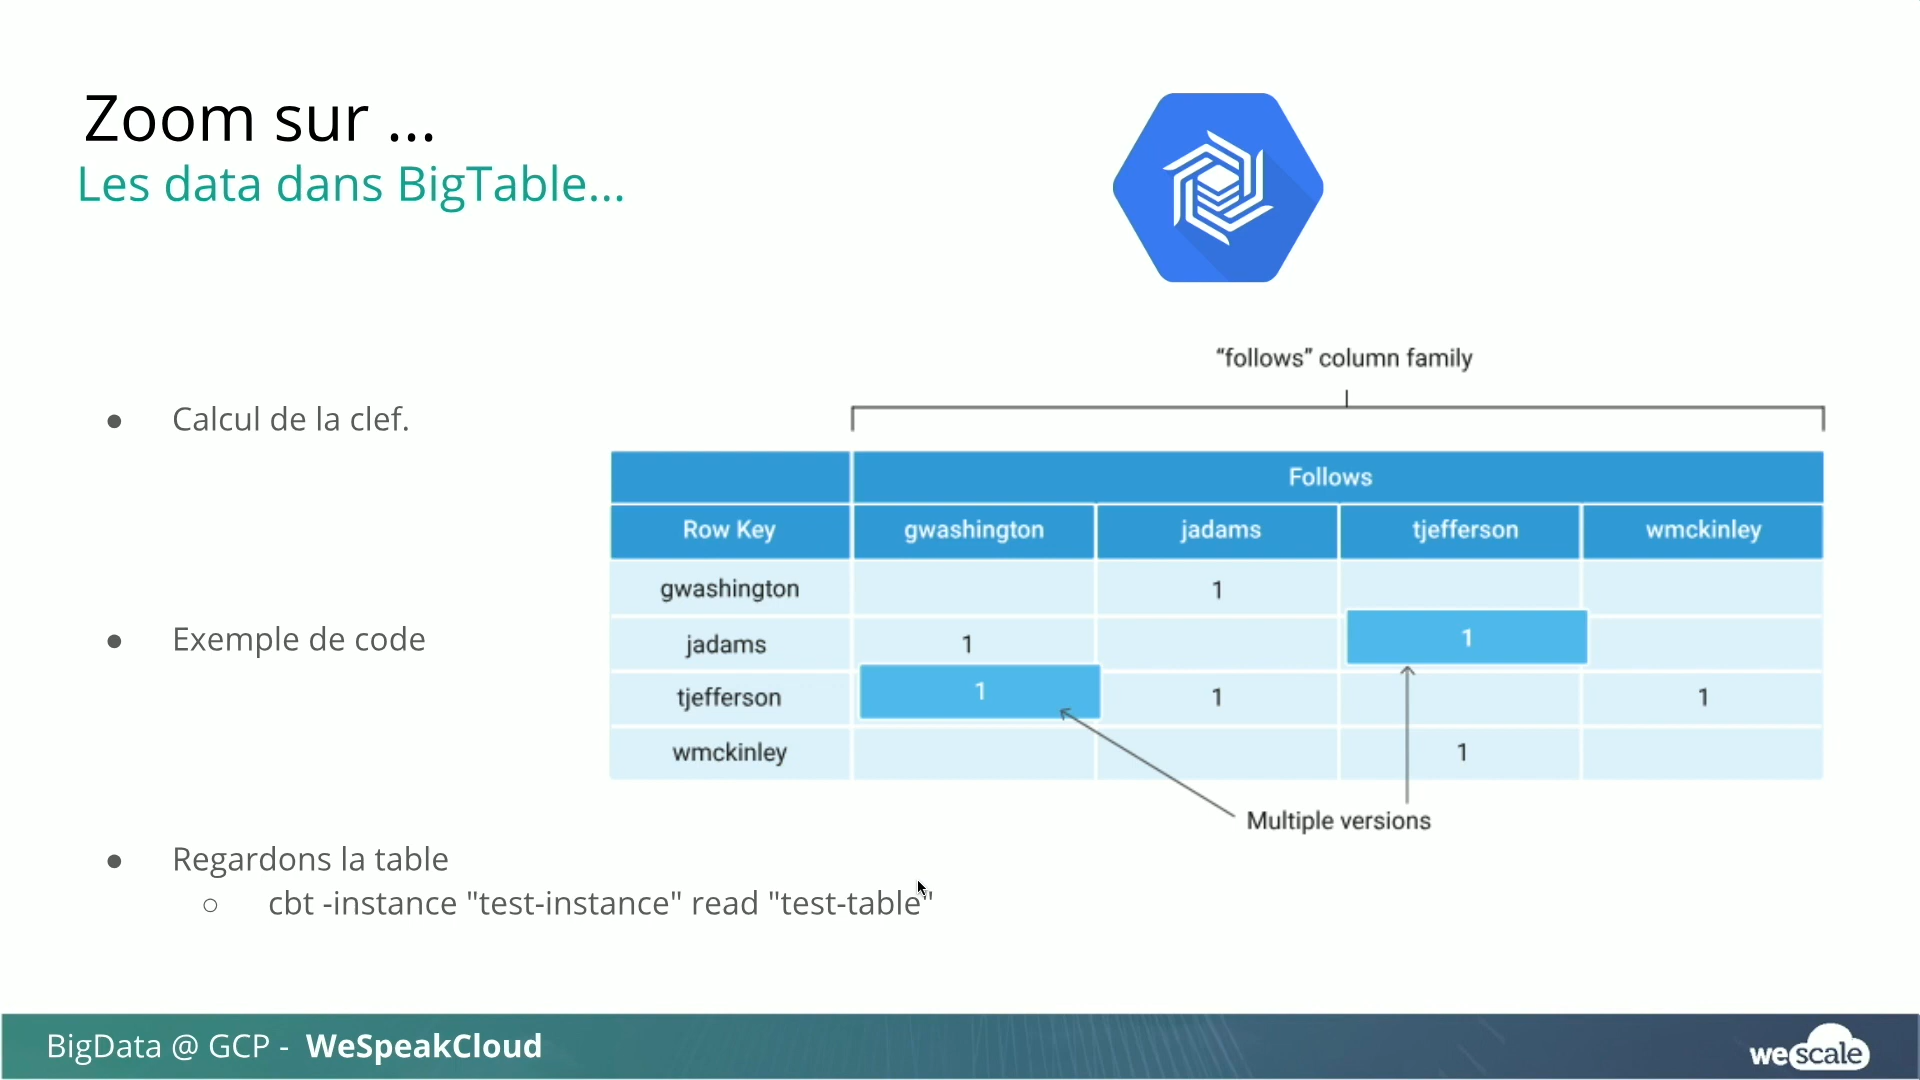 Zoom sur ...
Les data dans BigTable...
● Calcul de la clef.
● Exemple de code
● Regardons la table
○ cbt -instance "test-instance" read "test-table"
“follows” column family
Follows
Row Key gwashington jadams tjefferson wmckinley
gwashington 1
jadams 1 1
tjefferson 1 1 1
wmckinley 1
Multiple versions
BigData @ GCP - WeSpeakCloud
wescale